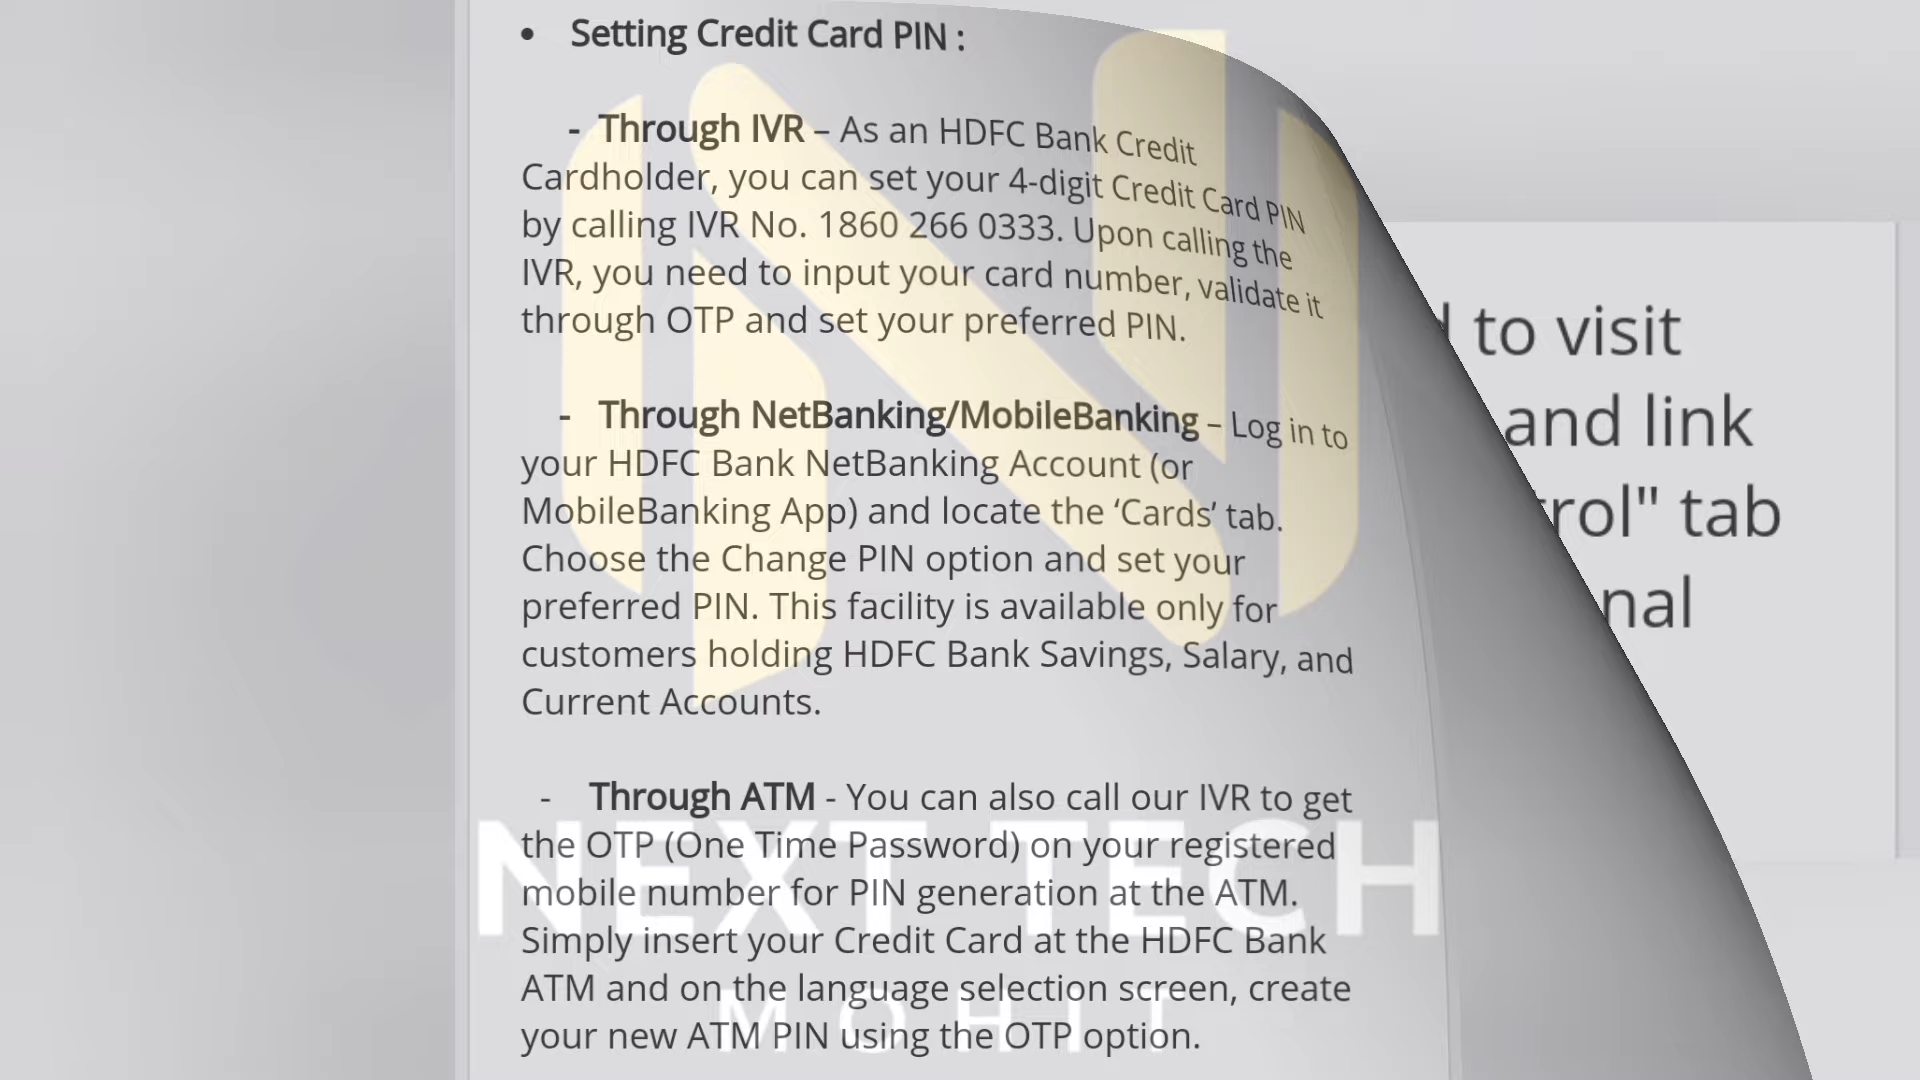 • Setting Credit Card PIN :
- Through IVR – As an HDFC Bank Credit
Cardholder, you can set your 4-digit Credit Card PIN
by calling IVR No. 1860 266 0333. Upon calling the
IVR, you need to input your card number, validate it
through OTP and set your preferred PIN.
- Through NetBanking/MobileBanking – Log in to
your HDFC Bank NetBanking Account (or
MobileBanking App) and locate the ‘Cards’ tab.
Choose the Change PIN option and set your
preferred PIN. This facility is available only for
customers holding HDFC Bank Savings, Salary, and
Current Accounts.
- Through ATM - You can also call our IVR to get
the OTP (One Time Password) on your registered
mobile number for PIN generation at the ATM.
Simply insert your Credit Card at the HDFC Bank
ATM and on the language selection screen, create
your new ATM PIN using the OTP option.
to visit
and link
tab
NEXT TECH
MOHIT